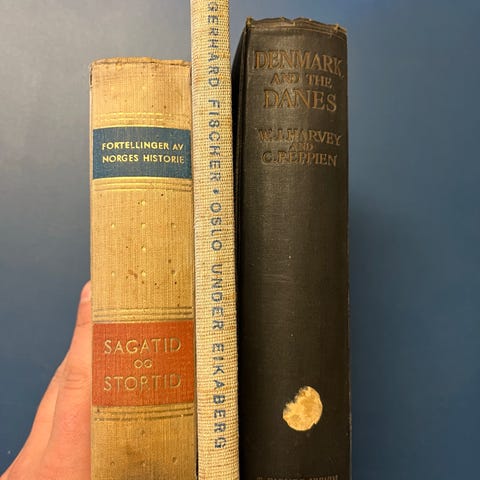 FORTELLINGER AV
NORGES HISTORIE
SAGATID
OG
STORTID
GERHARD FISCHER • OSLO UNDER EIKABERG
DENMARK
AND THE
DANES
W.J. HARVEY
AND
C. REPPIEN